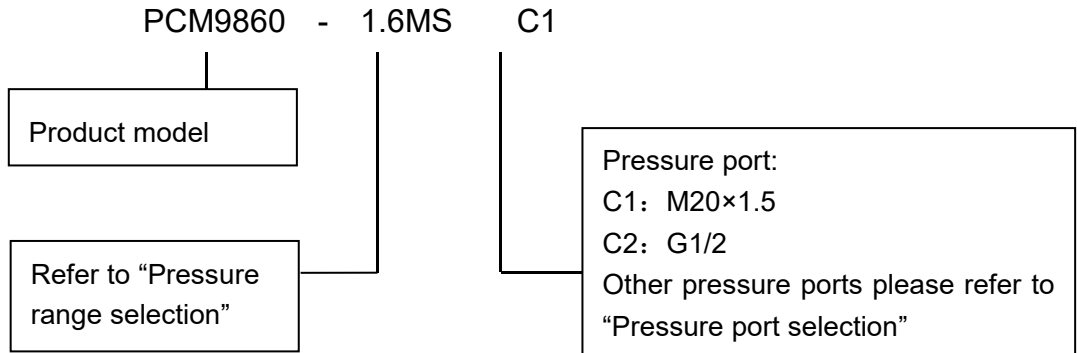 PCM9860 - 1.6MS C1
Product model
Refer to “Pressure
range selection”
Pressure port:
C1：M20×1.5
C2：G1/2
Other pressure ports please refer to
“Pressure port selection”